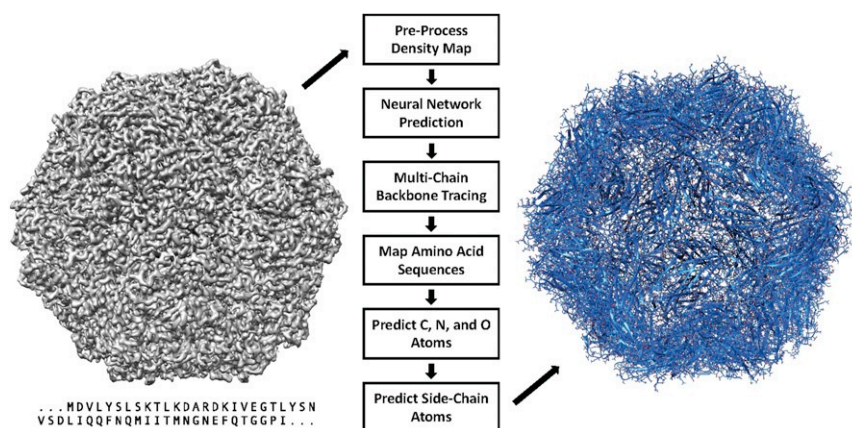 Pre-Process
Density Map
Neural Network
Prediction
Multi-Chain
Backbone Tracing
Map Amino Acid
Sequences
Predict C, N, and O
Atoms
Predict Side-Chain
Atoms
...MDVLYSLSKTLKDARDKIVEGTLYSN
VSDLIQQFNQMIITMNGNEFQTGGPI...